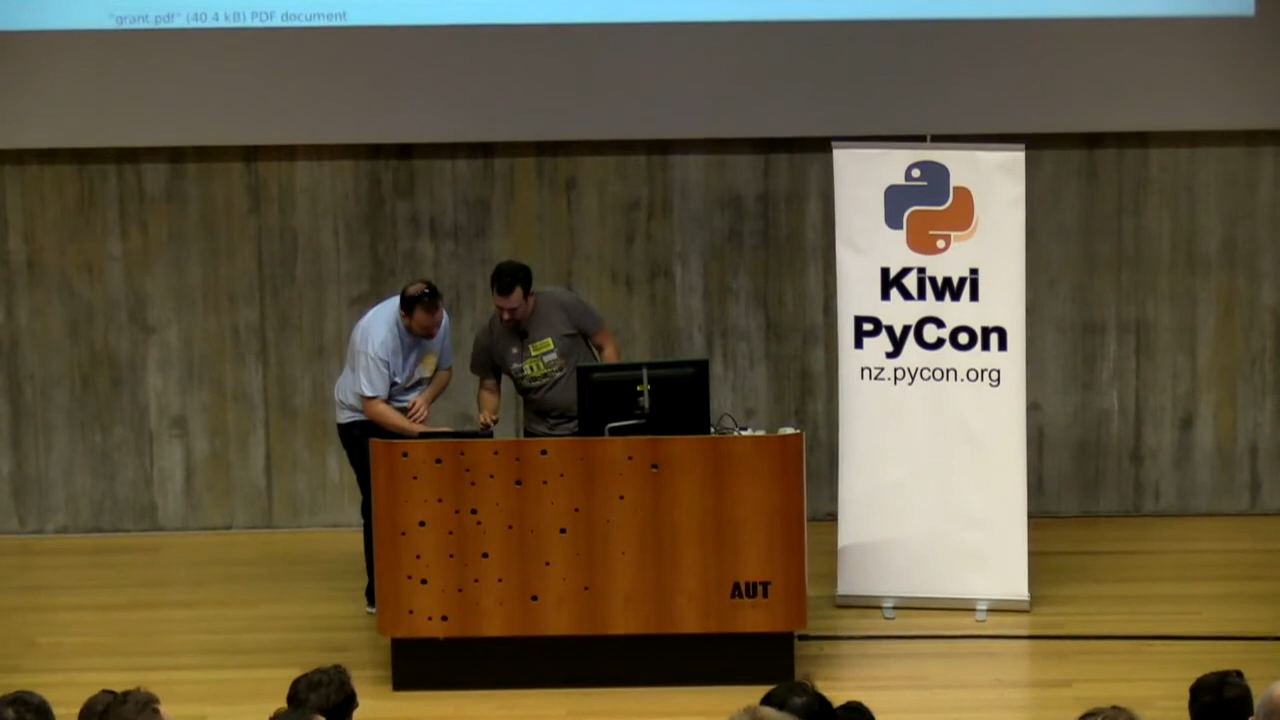 "grant.pdf" (40.4 kB) PDF document
Kiwi
PyCon
nz.pycon.org
AUT